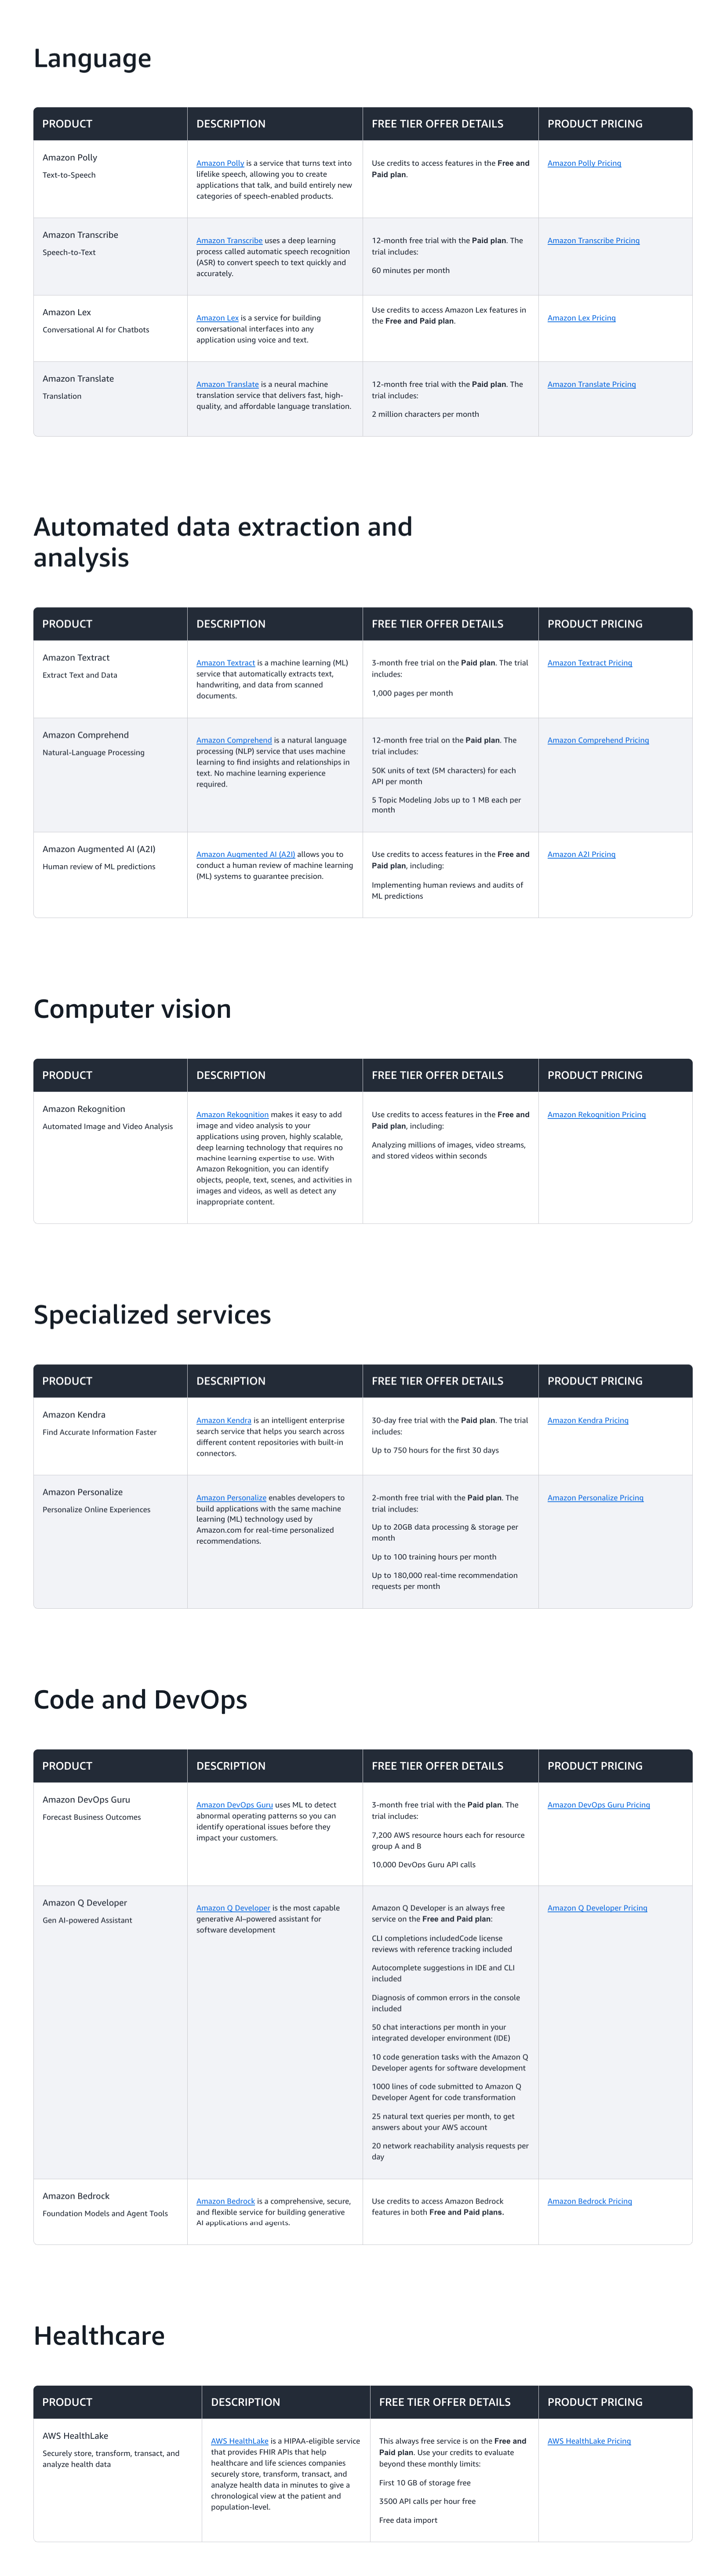 Language
PRODUCT
DESCRIPTION
FREE TIER OFFER DETAILS
PRODUCT PRICING
Amazon Polly
Text-to-Speech
Amazon Polly is a service that turns text into
lifelike speech, allowing you to create
applications that talk, and build entirely new
categories of speech-enabled products.
Use credits to access features in the Free and
Paid plan.
Amazon Polly Pricing
Amazon Transcribe
Speech-to-Text
Amazon Transcribe uses a deep learning
process called automatic speech recognition
(ASR) to convert speech to text quickly and
accurately.
12-month free trial with the Paid plan. The
trial includes:
60 minutes per month
Amazon Transcribe Pricing
Amazon Lex
Conversational AI for Chatbots
Amazon Lex is a service for building
conversational interfaces into any
application using voice and text.
Use credits to access Amazon Lex features in
the Free and Paid plan.
Amazon Lex Pricing
Amazon Translate
Translation
Amazon Translate is a neural machine
translation service that delivers fast, high-
quality, and affordable language translation.
12-month free trial with the Paid plan. The
trial includes:
2 million characters per month
Amazon Translate Pricing
Automated data extraction and
analysis
PRODUCT
DESCRIPTION
FREE TIER OFFER DETAILS
PRODUCT PRICING
Amazon Textract
Extract Text and Data
Amazon Textract is a machine learning (ML)
service that automatically extracts text,
handwriting, and data from scanned
documents.
3-month free trial on the Paid plan. The trial
includes:
1,000 pages per month
Amazon Textract Pricing
Amazon Comprehend
Natural-Language Processing
Amazon Comprehend is a natural language
processing (NLP) service that uses machine
learning to find insights and relationships in
text. No machine learning experience
required.
12-month free trial on the Paid plan. The
trial includes:
50K units of text (5M characters) for each
API per month
5 Topic Modeling Jobs up to 1 MB each per
month
Amazon Comprehend Pricing
Amazon Augmented AI (A2I)
Human review of ML predictions
Amazon Augmented AI (A2I) allows you to
conduct a human review of machine learning
(ML) systems to guarantee precision.
Use credits to access features in the Free and
Paid plan, including:
Implementing human reviews and audits of
ML predictions
Amazon A2I Pricing
Computer vision
PRODUCT
DESCRIPTION
FREE TIER OFFER DETAILS
PRODUCT PRICING
Amazon Rekognition
Automated Image and Video Analysis
Amazon Rekognition makes it easy to add
image and video analysis to your
applications using proven, highly scalable,
deep learning technology that requires no
machine learning expertise to use. With
Amazon Rekognition, you can identify
objects, people, text, scenes, and activities in
images and videos, as well as detect any
inappropriate content.
Use credits to access features in the Free and
Paid plan, including:
Analyzing millions of images, video streams,
and stored videos within seconds
Amazon Rekognition Pricing
Specialized services
PRODUCT
DESCRIPTION
FREE TIER OFFER DETAILS
PRODUCT PRICING
Amazon Kendra
Find Accurate Information Faster
Amazon Kendra is an intelligent enterprise
search service that helps you search across
different content repositories with built-in
connectors.
30-day free trial with the Paid plan. The trial
includes:
Up to 750 hours for the first 30 days
Amazon Kendra Pricing
Amazon Personalize
Personalize Online Experiences
Amazon Personalize enables developers to
build applications with the same machine
learning (ML) technology used by
Amazon.com for real-time personalized
recommendations.
2-month free trial with the Paid plan. The
trial includes:
Up to 20GB data processing & storage per
month
Up to 100 training hours per month
Up to 180,000 real-time recommendation
requests per month
Amazon Personalize Pricing
Code and DevOps
PRODUCT
DESCRIPTION
FREE TIER OFFER DETAILS
PRODUCT PRICING
Amazon DevOps Guru
Forecast Business Outcomes
Amazon DevOps Guru uses ML to detect
abnormal operating patterns so you can
identify operational issues before they
impact your customers.
3-month free trial with the Paid plan. The
trial includes:
7,200 AWS resource hours each for resource
group A and B
10,000 DevOps Guru API calls
Amazon DevOps Guru Pricing
Amazon Q Developer
Gen AI-powered Assistant
Amazon Q Developer is the most capable
generative AI–powered assistant for
software development
Amazon Q Developer is an always free
service on the Free and Paid plan:
CLI completions includedCode license
reviews with reference tracking included
Autocomplete suggestions in IDE and CLI
included
Diagnosis of common errors in the console
included
50 chat interactions per month in your
integrated developer environment (IDE)
10 code generation tasks with the Amazon Q
Developer agents for software development
1000 lines of code submitted to Amazon Q
Developer Agent for code transformation
25 natural text queries per month, to get
answers about your AWS account
20 network reachability analysis requests per
day
Amazon Q Developer Pricing
Amazon Bedrock
Foundation Models and Agent Tools
Amazon Bedrock is a comprehensive, secure,
and flexible service for building generative
AI applications and agents.
Use credits to access Amazon Bedrock
features in both Free and Paid plans.
Amazon Bedrock Pricing
Healthcare
PRODUCT
DESCRIPTION
FREE TIER OFFER DETAILS
PRODUCT PRICING
AWS HealthLake
Securely store, transform, transact, and
analyze health data
AWS HealthLake is a HIPAA-eligible service
that provides FHIR APIs that help
healthcare and life sciences companies
securely store, transform, transact, and
analyze health data in minutes to give a
chronological view at the patient and
population-level.
This always free service is on the Free and
Paid plan. Use your credits to evaluate
beyond these monthly limits:
First 10 GB of storage free
3500 API calls per hour free
Free data import
AWS HealthLake Pricing